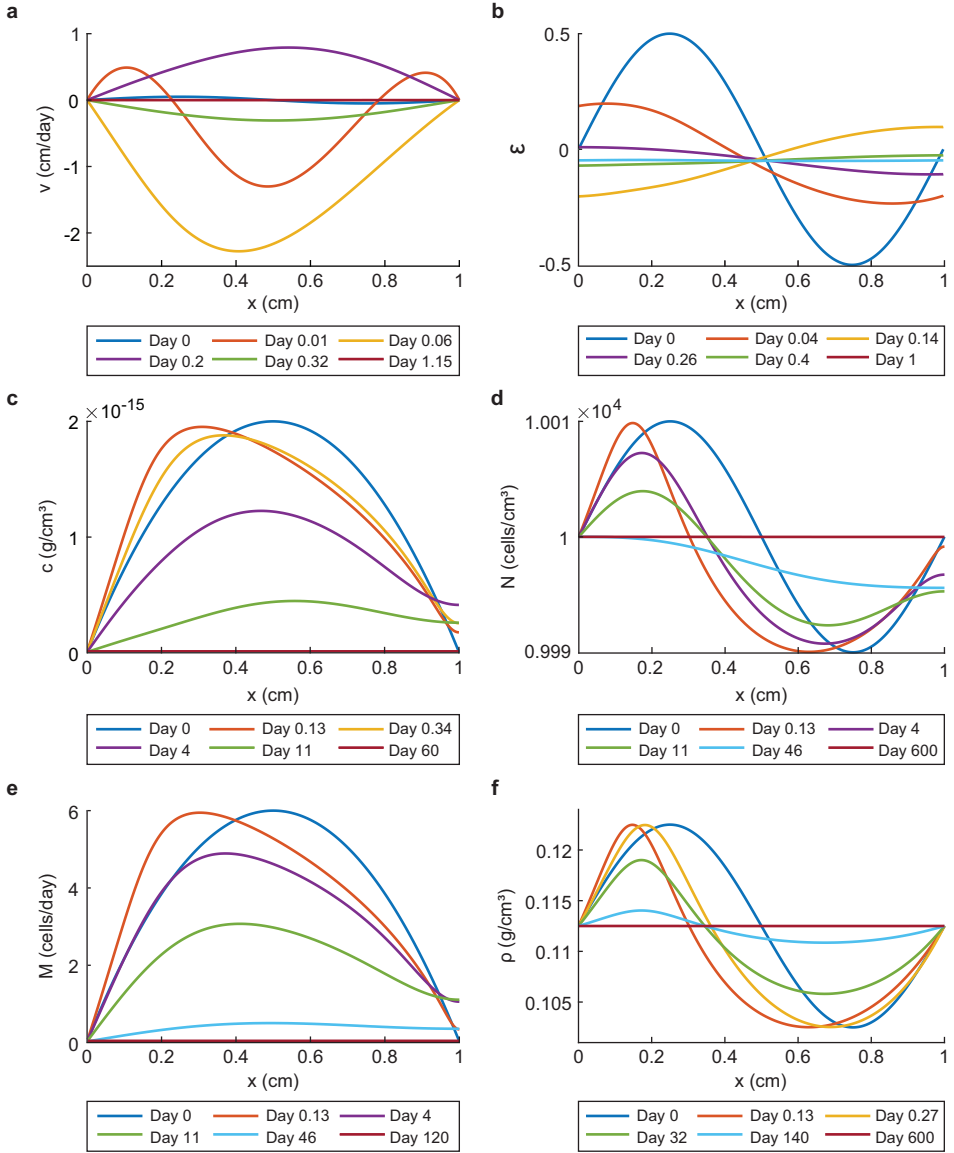 a
1
0
-1
-2
v (cm/day)
0
0.2
0.4
0.6
0.8
1
x (cm)
Day 0
Day 0.01
Day 0.06
Day 0.2
Day 0.32
Day 1.15
b
0.5
0
-0.5
ε
0
0.2
0.4
0.6
0.8
1
x (cm)
Day 0
Day 0.04
Day 0.14
Day 0.26
Day 0.4
Day 1
c
×10⁻¹⁵
2
1
0
c (g/cm³)
0
0.2
0.4
0.6
0.8
1
x (cm)
Day 0
Day 0.13
Day 0.34
Day 4
Day 11
Day 60
d
×10⁴
1.001
1
0.999
N (cells/cm³)
0
0.2
0.4
0.6
0.8
1
x (cm)
Day 0
Day 0.13
Day 4
Day 11
Day 46
Day 600
e
6
4
2
0
M (cells/day)
0
0.2
0.4
0.6
0.8
1
x (cm)
Day 0
Day 0.13
Day 4
Day 11
Day 46
Day 120
f
0.12
0.115
0.11
0.105
ρ (g/cm³)
0
0.2
0.4
0.6
0.8
1
x (cm)
Day 0
Day 0.13
Day 0.27
Day 32
Day 140
Day 600